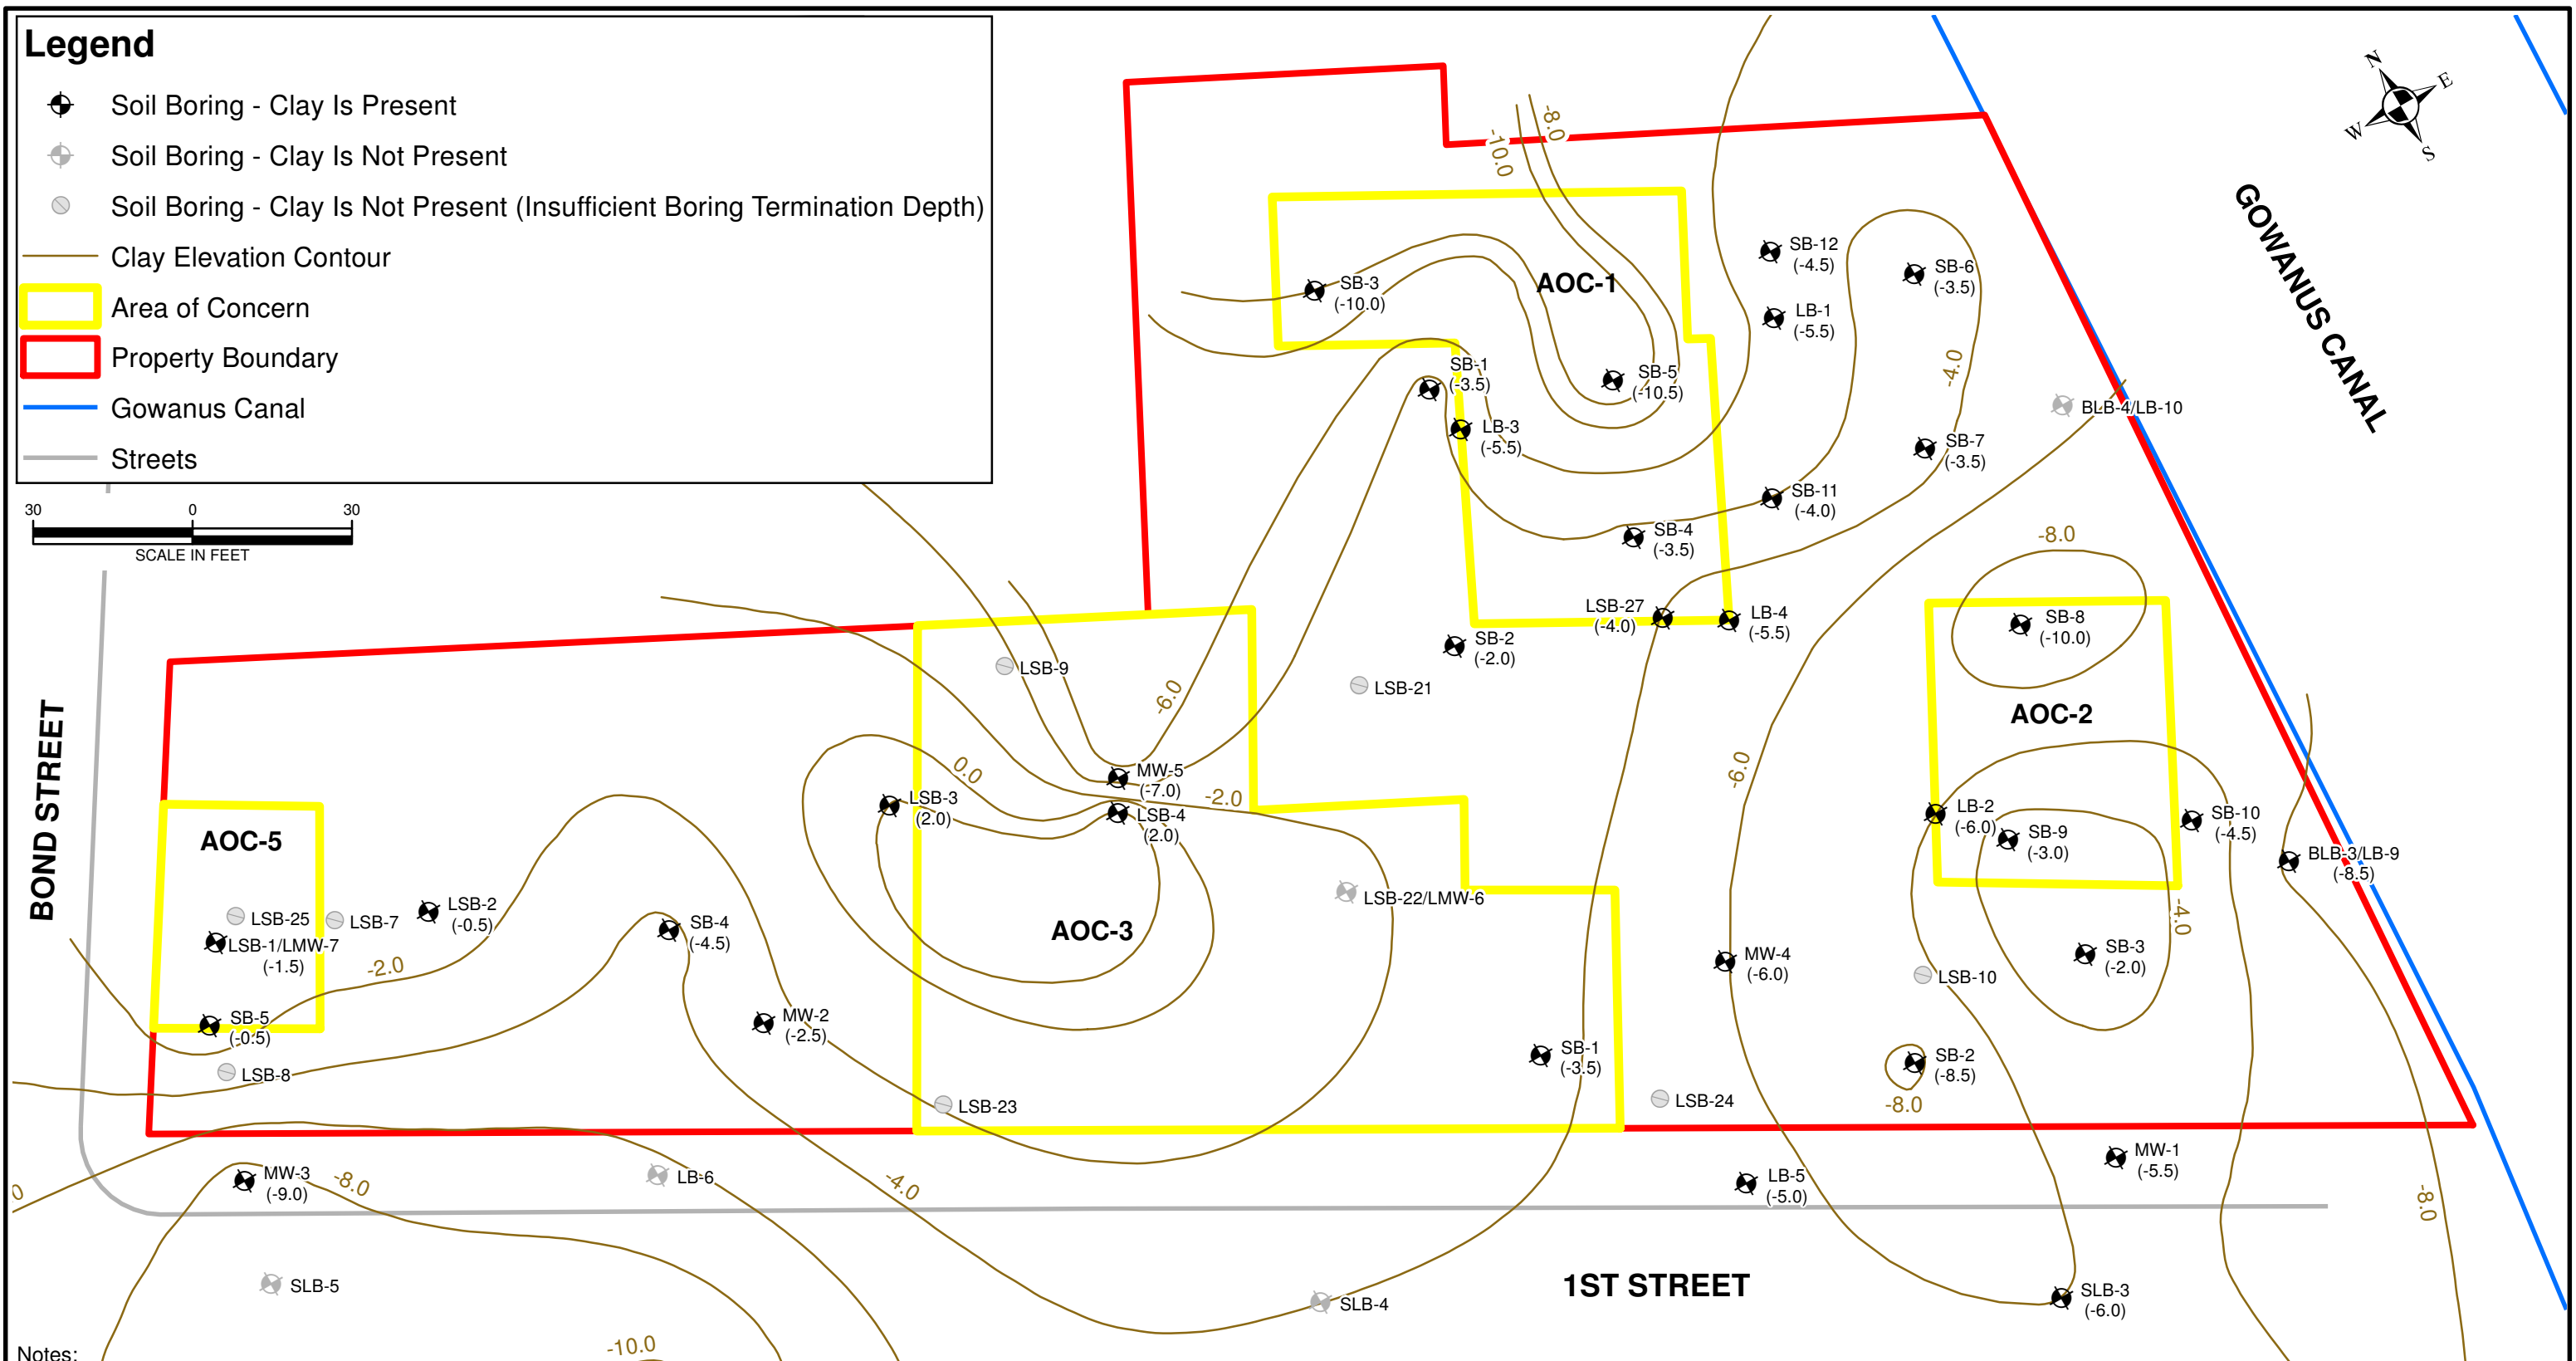 Legend
Soil Boring - Clay Is Present
Soil Boring - Clay Is Not Present
Soil Boring - Clay Is Not Present (Insufficient Boring Termination Depth)
Clay Elevation Contour
Area of Concern
Property Boundary
Gowanus Canal
Streets
30 0 30
SCALE IN FEET
N
E
W
S
GOWANUS CANAL
-8.0
-10.0
SB-12
(-4.5)
SB-6
(-3.5)
SB-3
(-10.0)
AOC-1
LB-1
(-5.5)
SB-1
(-3.5)
SB-5
(-10.5)
-4.0
BLB-4/LB-10
LB-3
(-5.5)
SB-7
(-3.5)
SB-11
(-4.0)
SB-4
(-3.5)
-8.0
LSB-27
(-4.0)
LB-4
(-5.5)
SB-8
(-10.0)
SB-2
(-2.0)
LSB-9
LSB-21
-6.0
AOC-2
BOND STREET
0.0
MW-5
(-7.0)
-2.0
-6.0
LSB-3
(2.0)
LSB-4
(2.0)
LB-2
(-6.0)
SB-9
(-3.0)
SB-10
(-4.5)
BLB-3/LB-9
(-8.5)
AOC-5
LSB-25
LSB-7
LSB-2
(-0.5)
LSB-1/LMW-7
(-1.5)
SB-4
(-4.5)
AOC-3
LSB-22/LMW-6
-4.0
-2.0
MW-4
(-6.0)
LSB-10
SB-3
(-2.0)
SB-5
(-0.5)
MW-2
(-2.5)
LSB-8
SB-1
(-3.5)
SB-2
(-8.5)
-8.0
LSB-23
LSB-24
MW-3
(-9.0)
-8.0
LB-6
-4.0
LB-5
(-5.0)
MW-1
(-5.5)
-8.0
0
SLB-5
SLB-4
1ST STREET
SLB-3
(-6.0)
-10.0
Notes: